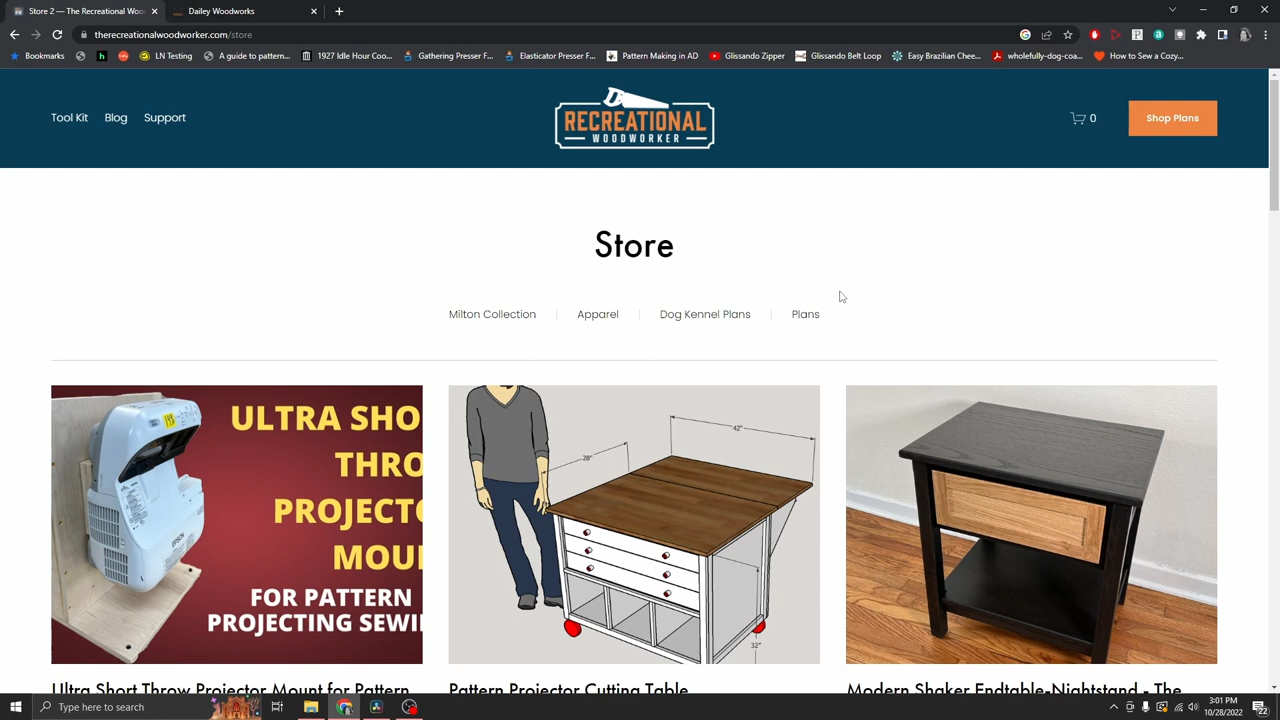 Store 2 — The Recreational Woo
Dailey Woodworks
therecreationalwoodworker.com/store
Bookmarks
LN Testing
A guide to pattern...
1927 Idle Hour Coo...
Gathering Presser F...
Elasticator Presser F...
Pattern Making in AD
Glissando Zipper
Glissando Belt Loop
Easy Brazilian Chee...
wholefully-dog-coa...
How to Sew a Cozy...
Tool Kit
Blog
Support
RECREATIONAL
WOODWORKER
0
Shop Plans
Store
Milton Collection
Apparel
Dog Kennel Plans
Plans
ULTRA SHO
THRO
PROJECTO
MOU
FOR PATTERN
PROJECTING SEWI
EPSON
28"
42"
32"
Ultra Short Throw Projector Mount for Pattern
Pattern Projector Cutting Table
Modern Shaker Endtable-Nightstand - The
Type here to search
3:01 PM
10/28/2022
22